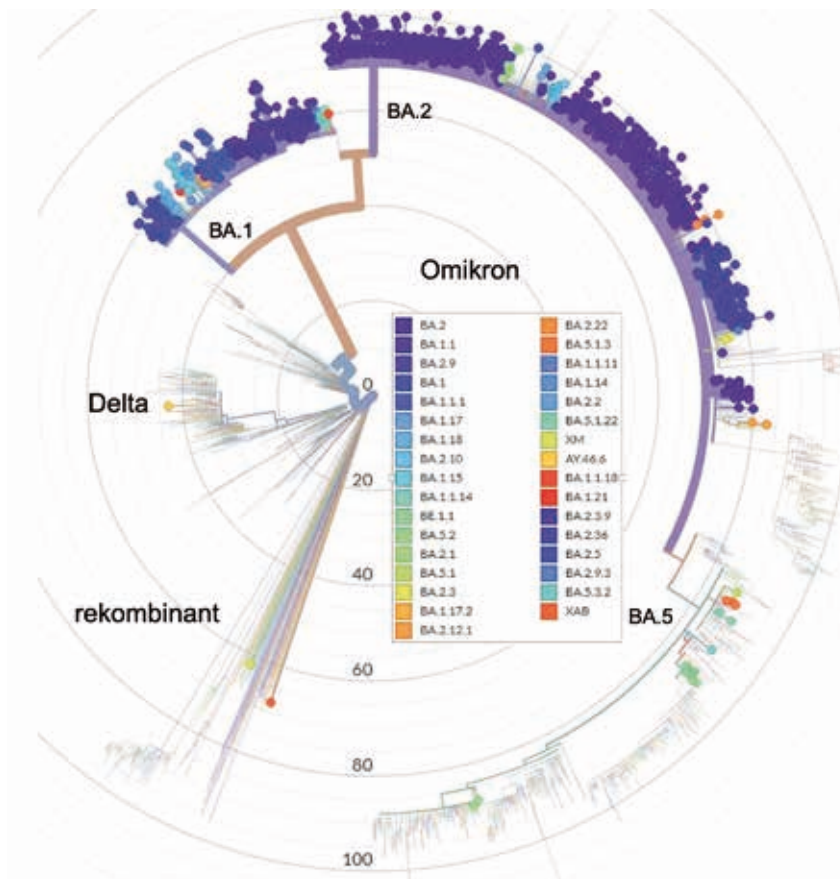 BA.2
BA.1
Omikron
BA.2
BA.1.1
BA.2.9
BA.1
BA.1.1.1
BA.1.17
BA.1.18
BA.2.10
BA.1.15
BA.1.1.14
BE.1.1
BA.5.2
BA.2.1
BA.5.1
BA.2.3
BA.1.17.2
BA.2.12.1
BA.2.22
BA.5.1.3
BA.1.1.11
BA.1.14
BA.2.2
BA.5.1.22
XM
AY.46.6
BA.1.1.18
BA.1.21
BA.2.3.9
BA.2.36
BA.2.5
BA.2.9.3
BA.5.3.2
XAB
Delta
0
20
40
rekombinant
BA.5
60
80
100